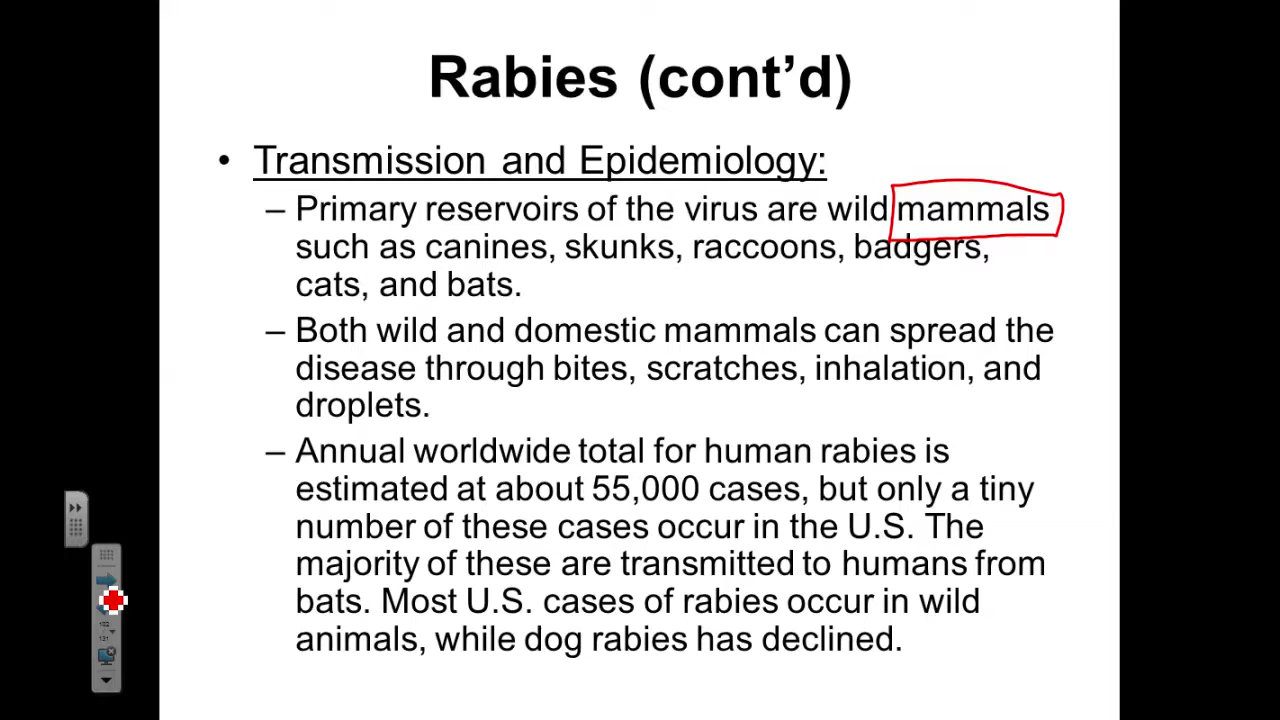 Rabies (cont’d)
• Transmission and Epidemiology:
– Primary reservoirs of the virus are wild mammals
such as canines, skunks, raccoons, badgers,
cats, and bats.
– Both wild and domestic mammals can spread the
disease through bites, scratches, inhalation, and
droplets.
– Annual worldwide total for human rabies is
estimated at about 55,000 cases, but only a tiny
number of these cases occur in the U.S. The
majority of these are transmitted to humans from
bats. Most U.S. cases of rabies occur in wild
animals, while dog rabies has declined.